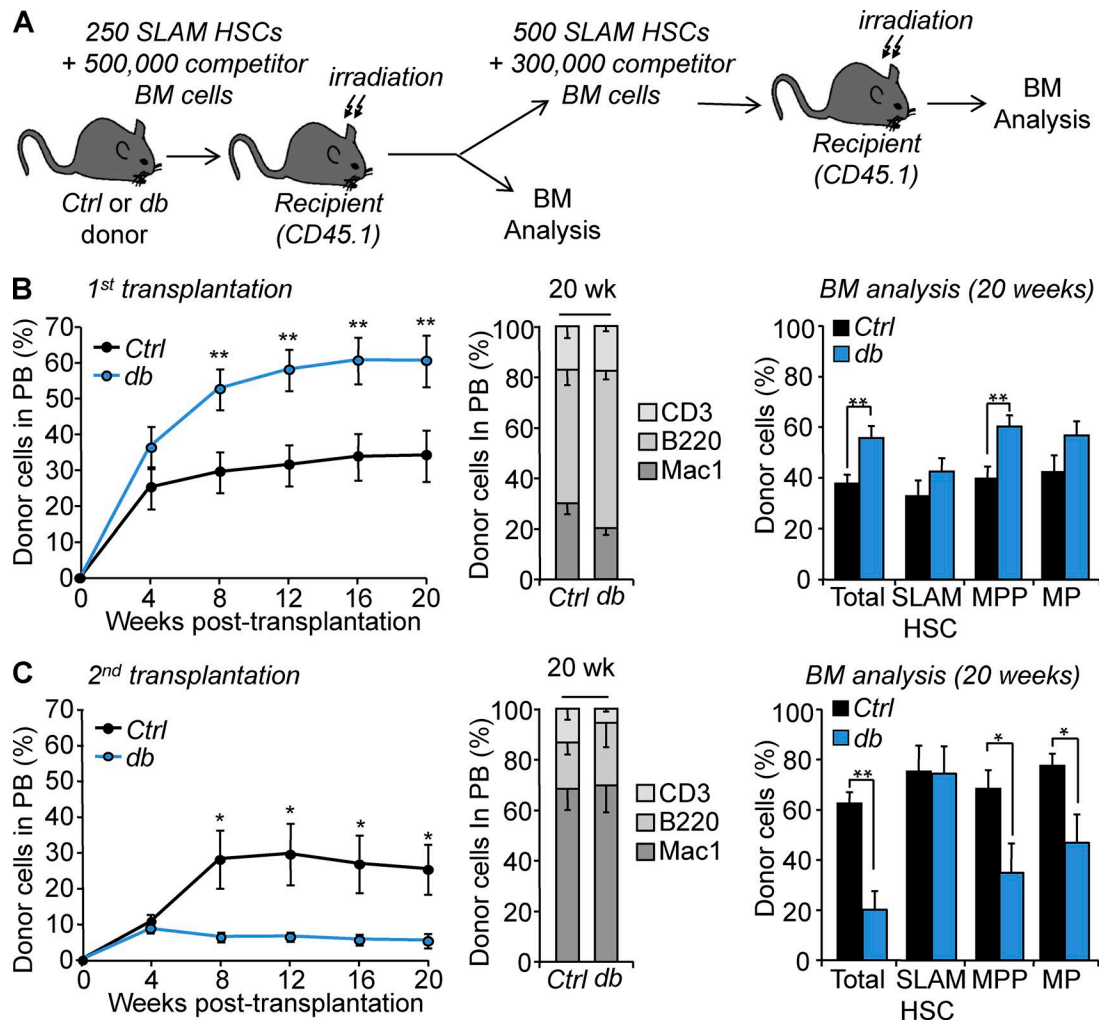 A
250 SLAM HSCs
+ 500,000 competitor
BM cells
irradiation
Ctrl or db
donor
Recipient
(CD45.1)
500 SLAM HSCs
+ 300,000 competitor
BM cells
BM
Analysis
irradiation
Recipient
(CD45.1)
BM
Analysis
B
1st transplantation
Donor cells in PB (%)
70
60
50
40
30
20
10
0
Ctrl
db
** ** ** **
0 4 8 12 16 20
Weeks post-transplantation
20 wk
Donor cells In PB (%)
100
80
60
40
20
0
Ctrl db
CD3
B220
Mac1
BM analysis (20 weeks)
Donor cells (%)
100
80
60
40
20
0
Ctrl
db
** **
Total SLAM HSC MPP MP
C
2nd transplantation
Donor cells in PB (%)
70
60
50
40
30
20
10
0
Ctrl
db
* * * *
0 4 8 12 16 20
Weeks post-transplantation
20 wk
Donor cells In PB (%)
100
80
60
40
20
0
Ctrl db
CD3
B220
Mac1
BM analysis (20 weeks)
Donor cells (%)
100
80
60
40
20
0
Ctrl
db
** * *
Total SLAM HSC MPP MP